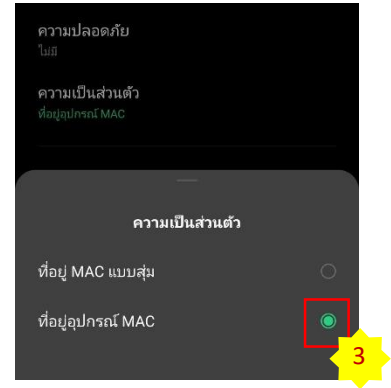 ความปลอดภัย
ไม่มี
ความเป็นส่วนตัว
ที่อยู่อุปกรณ์ MAC
ความเป็นส่วนตัว
ที่อยู่ MAC แบบสุ่ม
ที่อยู่อุปกรณ์ MAC
3